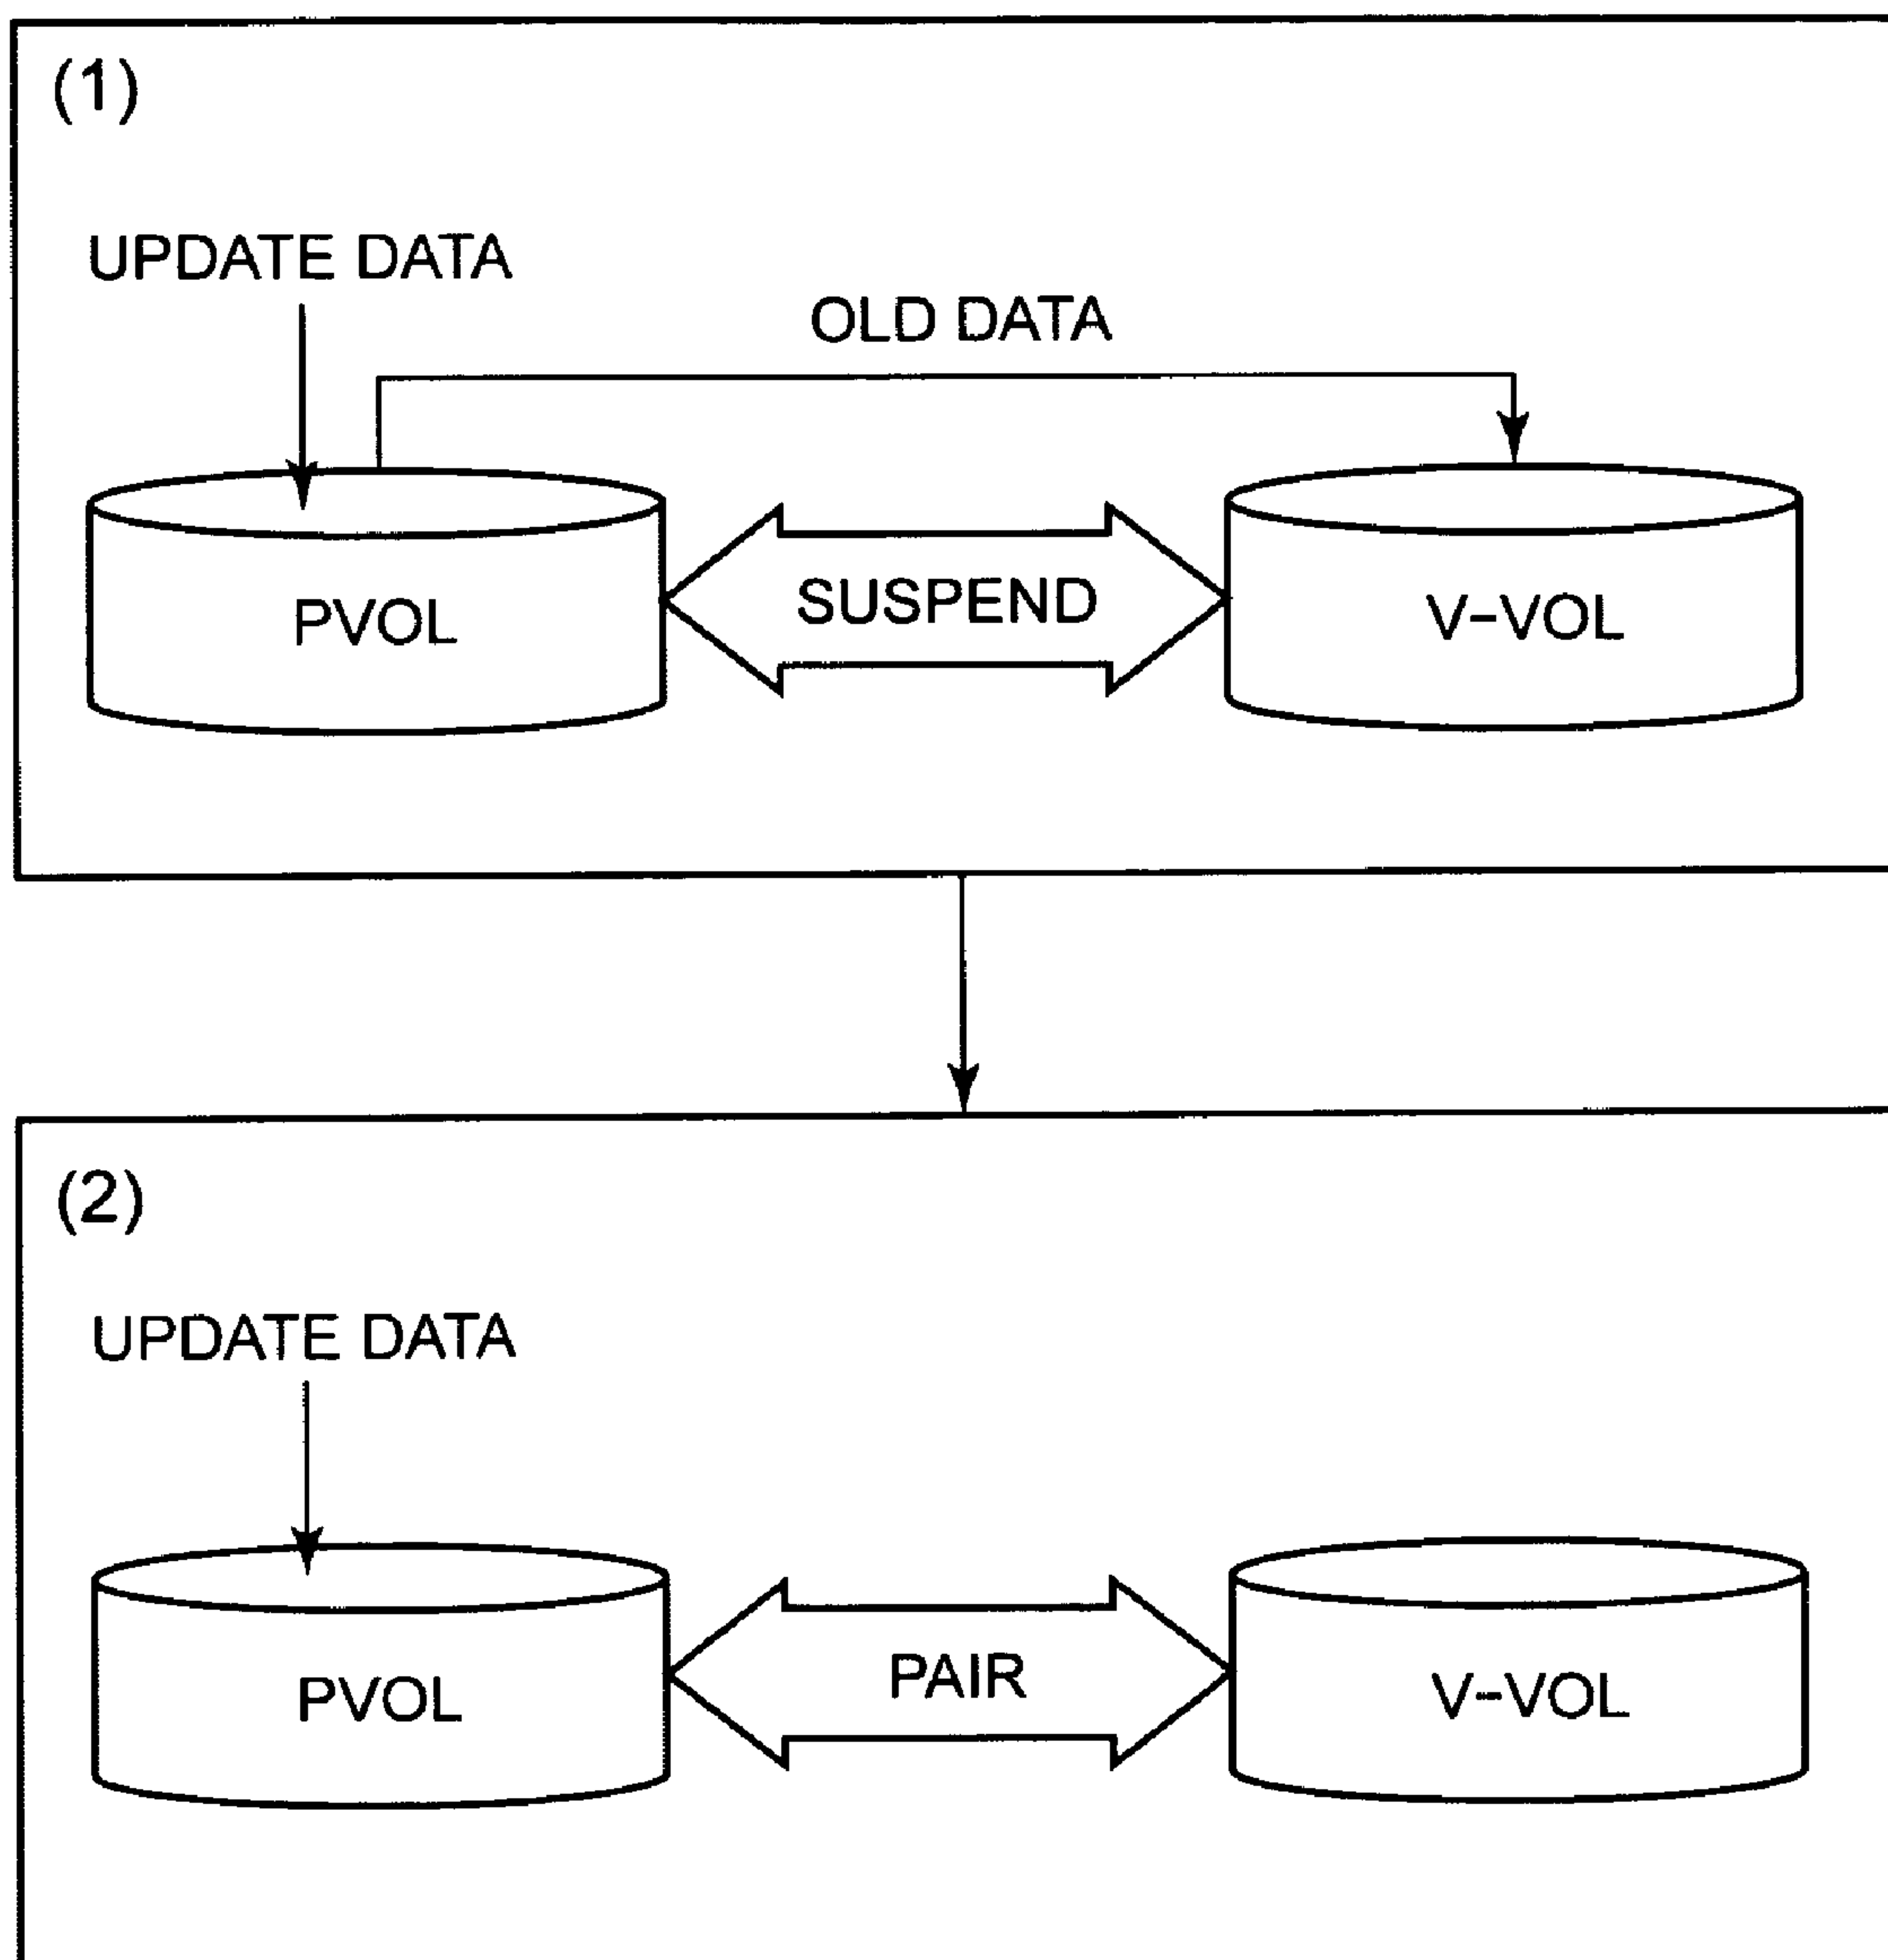 (1)
UPDATE DATA
OLD DATA
PVOL
SUSPEND
V-VOL
(2)
UPDATE DATA
PVOL
PAIR
V-VOL